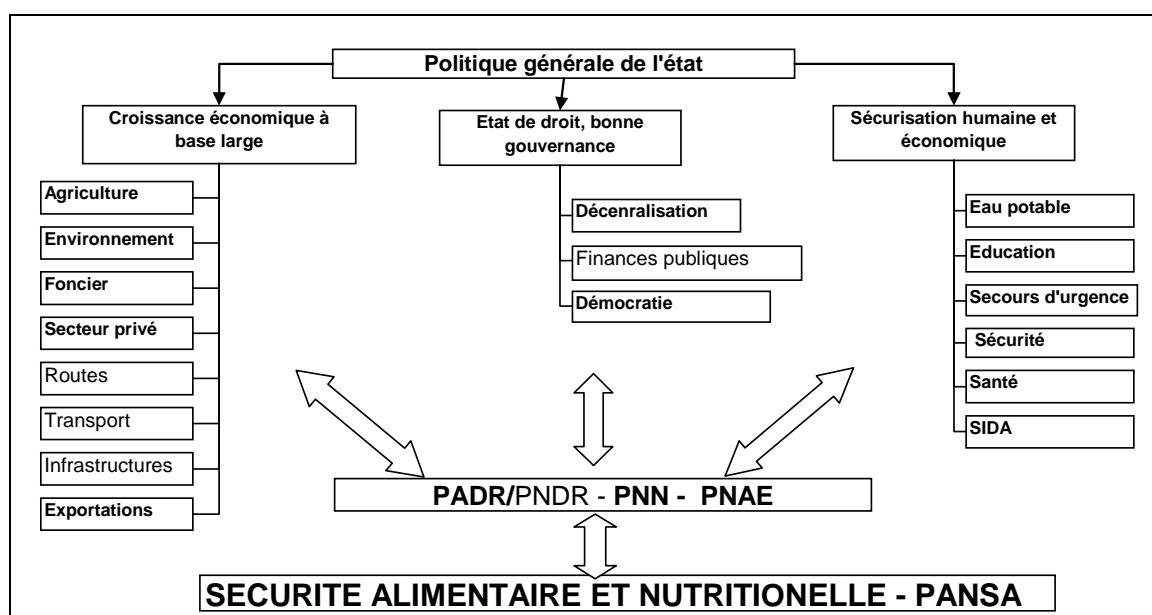 Politique générale de l'état
Croissance économique à
base large
Agriculture
Environnement
Foncier
Secteur privé
Routes
Transport
Infrastructures
Exportations
Etat de droit, bonne
gouvernance
Décenralisation
Finances publiques
Démocratie
Sécurisation humaine et
économique
Eau potable
Education
Secours d'urgence
Sécurité
Santé
SIDA
PADR/PNDR - PNN - PNAE
SECURITE ALIMENTAIRE ET NUTRITIONELLE - PANSA